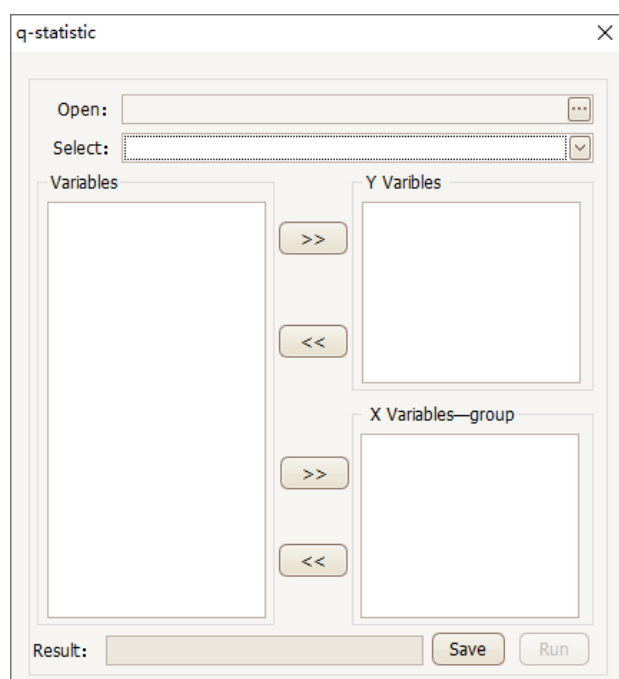 q-statistic
Open:
Select:
Variables
Y Varibles
>>
<<
X Variables—group
>>
<<
Result:
Save
Run